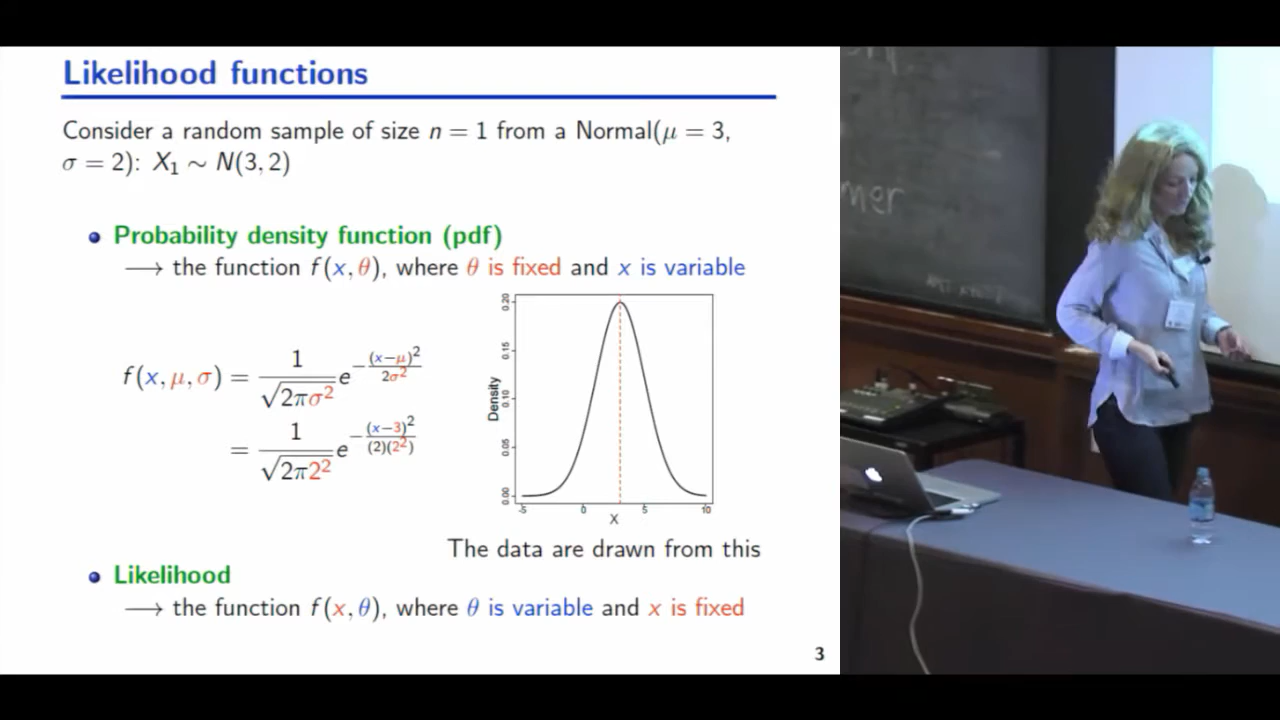 Likelihood functions
Consider a random sample of size n = 1 from a Normal(μ = 3,
σ = 2): X₁ ∼ N(3, 2)
Probability density function (pdf)
⟶ the function f(x, θ), where θ is fixed and x is variable
f(x, μ, σ) = 1/√2πσ² e^−(x−μ)²/2σ²
= 1/√2π2² e^−(x−3)²/(2)(2²)
Density
0.20
0.15
0.10
0.05
0.00
-5 0 5 10
X
The data are drawn from this
Likelihood
⟶ the function f(x, θ), where θ is variable and x is fixed
3
mer